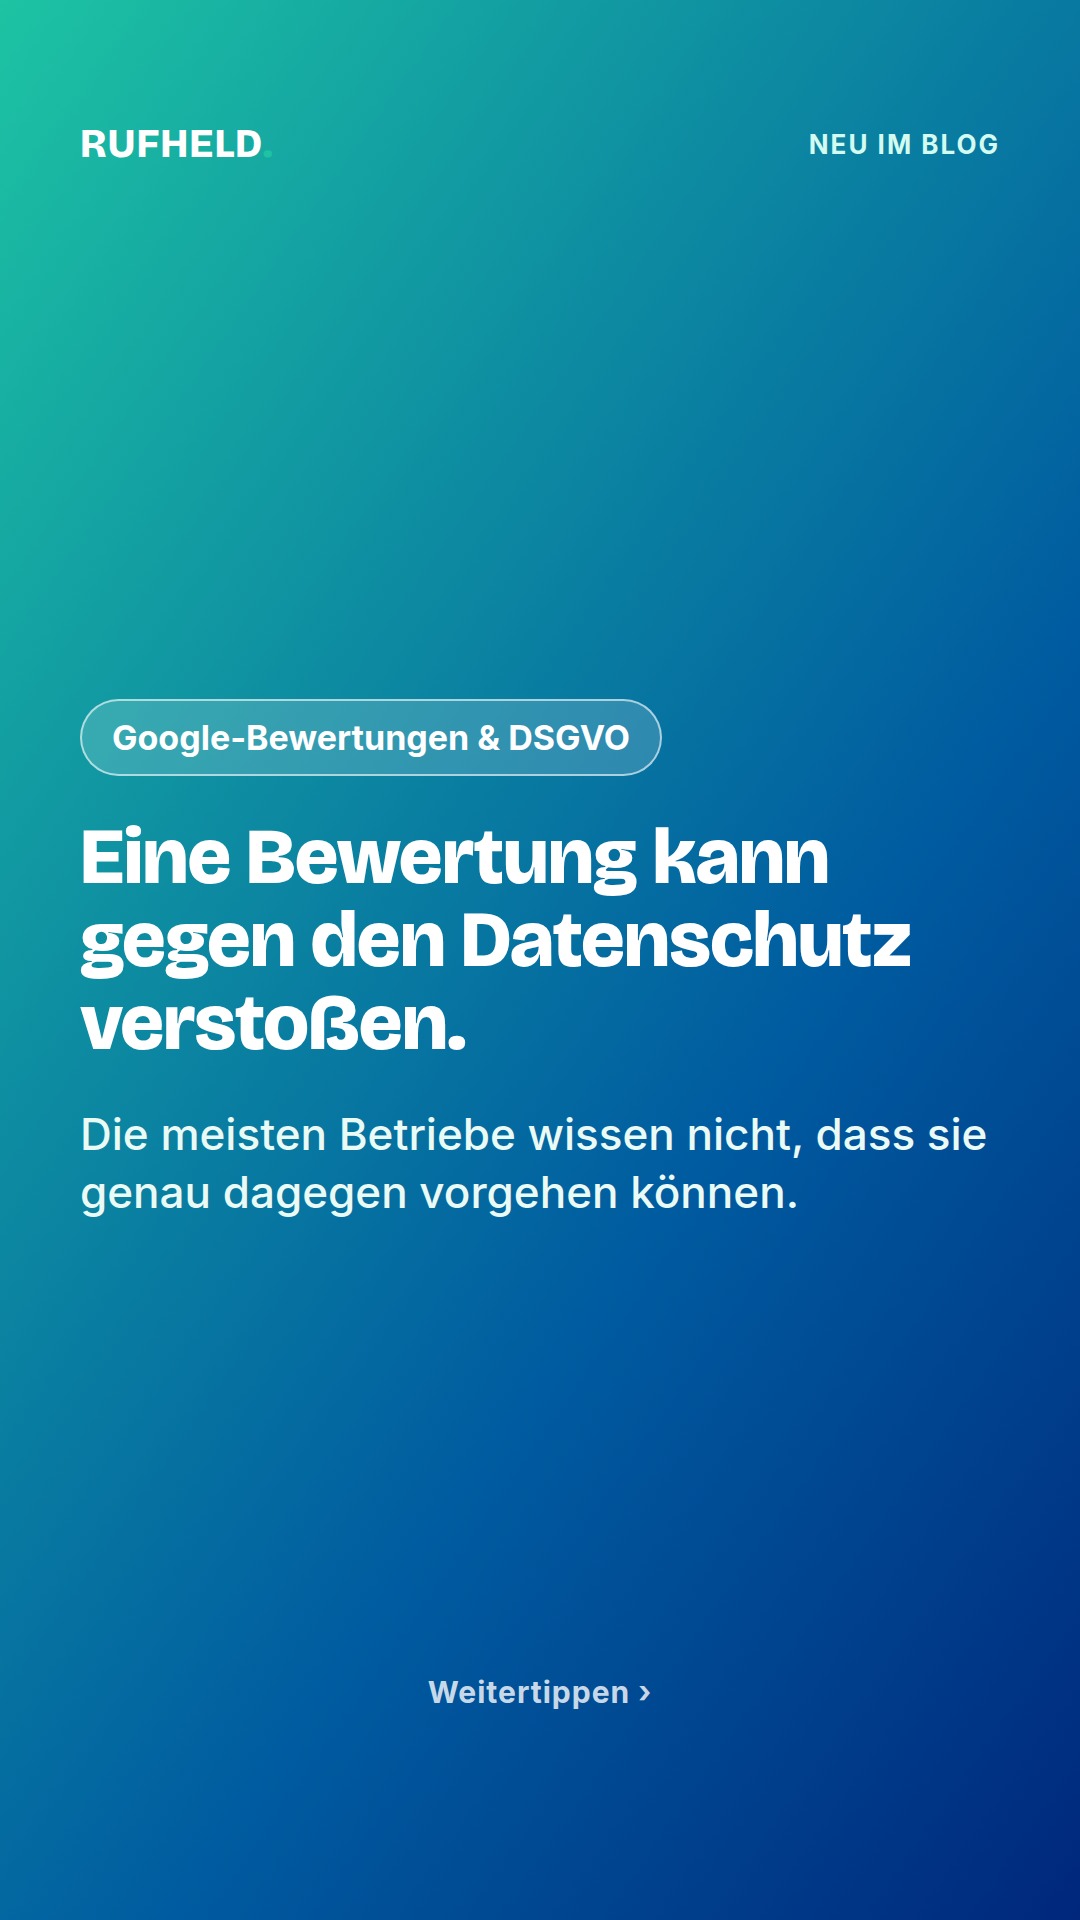 RUFHELD.
NEU IM BLOG
Google-Bewertungen & DSGVO
Eine Bewertung kann
gegen den Datenschutz
verstoßen.
Die meisten Betriebe wissen nicht, dass sie
genau dagegen vorgehen können.
Weitertippen ›